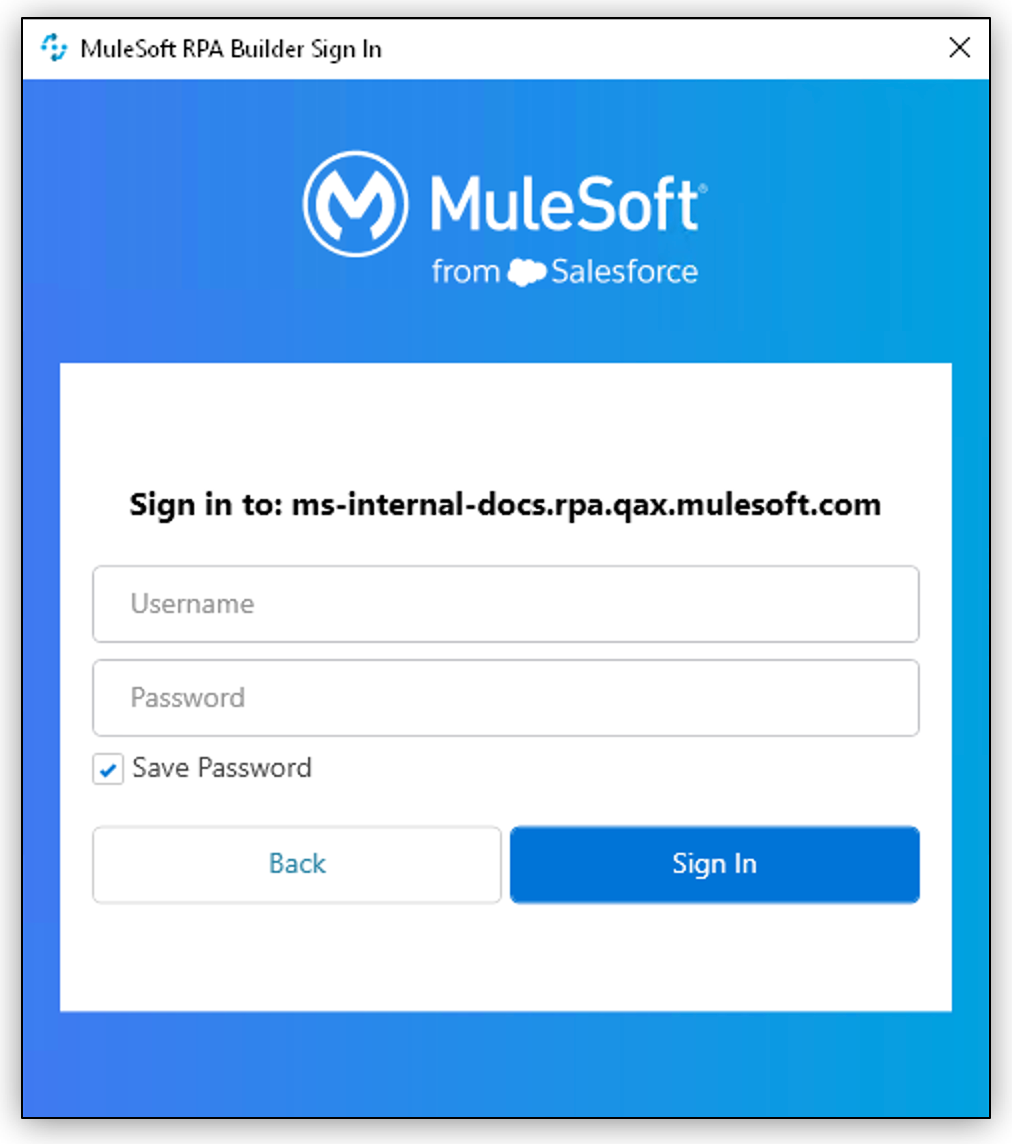 MuleSoft RPA Builder Sign In
MuleSoft®
from Salesforce
Sign in to: ms-internal-docs.rpa.qax.mulesoft.com
Username
Password
Save Password
Back
Sign In